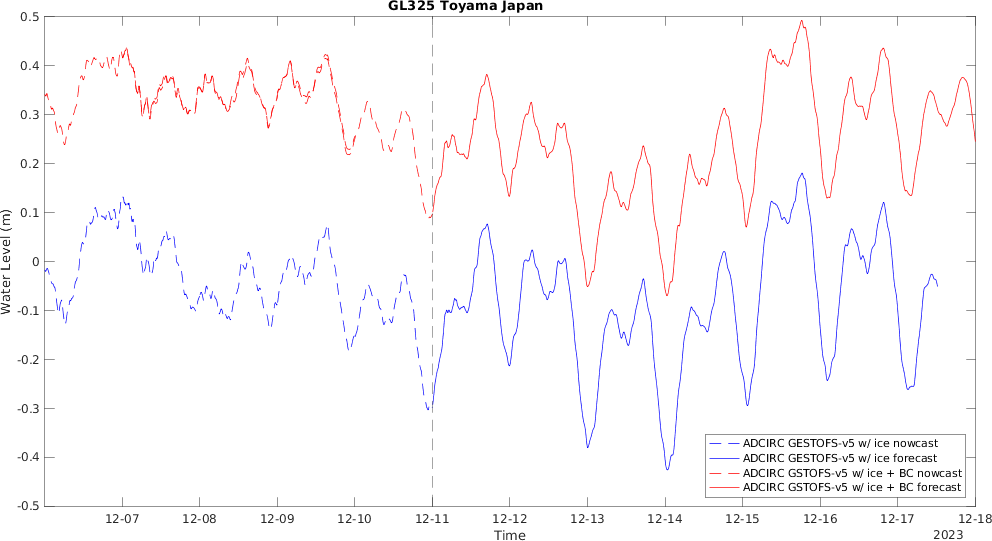 GL325 Toyama Japan
0.5
0.4
0.3
0.2
0.1
0
-0.1
-0.2
-0.3
-0.4
-0.5
Water Level (m)
ADCIRC GESTOFS-v5 w/ ice nowcast
ADCIRC GESTOFS-v5 w/ ice forecast
ADCIRC GSTOFS-v5 w/ ice + BC nowcast
ADCIRC GSTOFS-v5 w/ ice + BC forecast
12-07 12-08 12-09 12-10 12-11 12-12 12-13 12-14 12-15 12-16 12-17 12-18
Time
2023